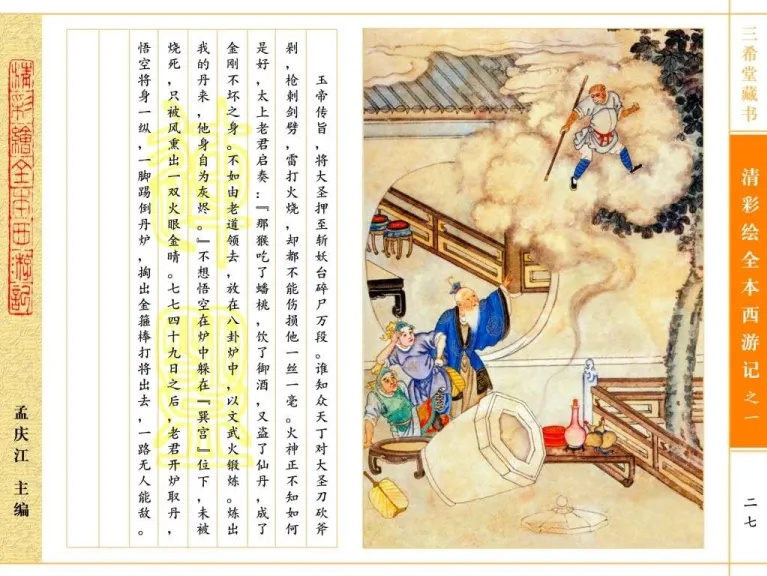 玉帝传旨，将大圣押至斩妖台碎尸万段。谁知众天丁对大圣刀砍斧
剁，枪刺剑劈，雷打火烧，却都不能伤损他一丝一毫。火神正不知如何
是好，太上老君启奏：『那猴吃了蟠桃，饮了御酒，又盗了仙丹，成了
金刚不坏之身。不如由老道领去，放在八卦炉中，以文武火锻炼。炼出
我的丹来，他身自为灰烬。』不想悟空在炉中躲在『巽宫』位下，未被
烧死，只被风熏出一双火眼金睛。七七四十九日之后，老君开炉取丹，
悟空将身一纵，一脚踢倒丹炉，掏出金箍棒打将出去，一路无人能敌。
三希堂藏书
清彩绘全本西游记之一
二七
清彩繪全本西游記
孟庆江 主编